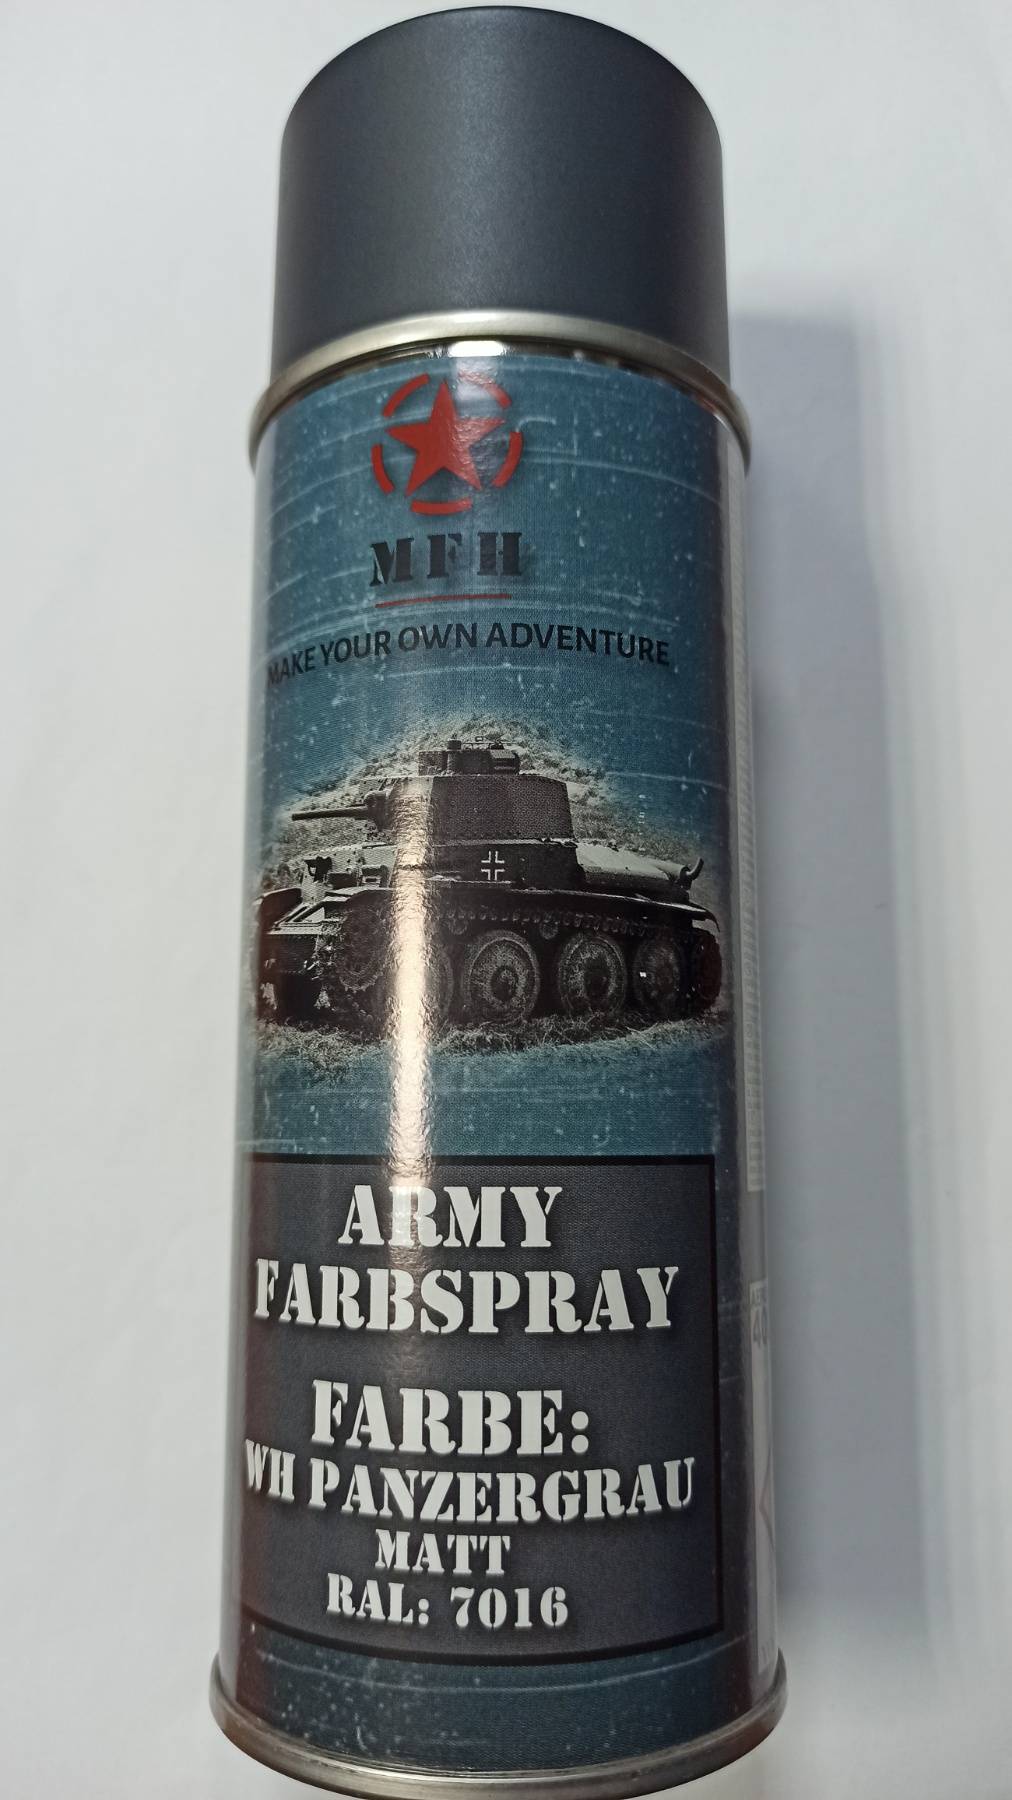 MFH
MAKE YOUR OWN ADVENTURE
ARMY
FARBSPRAY
FARBE:
WH PANZERGRAU
MATT
RAL: 7016